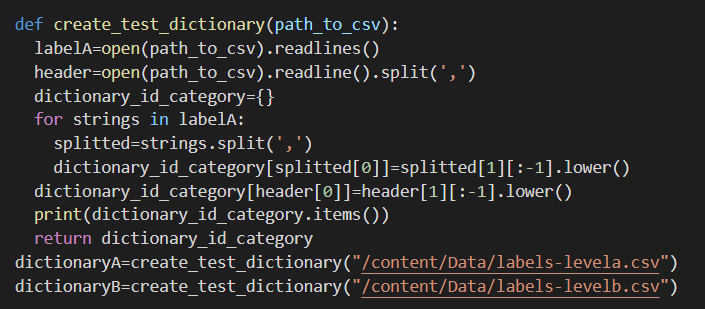 def create_test_dictionary(path_to_csv):
  labelA=open(path_to_csv).readlines()
  header=open(path_to_csv).readline().split(',')
  dictionary_id_category={}
  for strings in labelA:
    splitted=strings.split(',')
    dictionary_id_category[splitted[0]]=splitted[1][:-1].lower()
  dictionary_id_category[header[0]]=header[1][:-1].lower()
  print(dictionary_id_category.items())
  return dictionary_id_category
dictionaryA=create_test_dictionary("/content/Data/labels-levela.csv")
dictionaryB=create_test_dictionary("/content/Data/labels-levelb.csv")